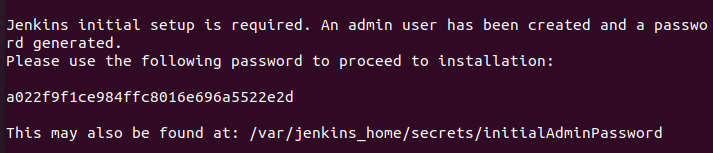 Jenkins initial setup is required. An admin user has been created and a passwo
rd generated.
Please use the following password to proceed to installation:
a022f9f1ce984ffc8016e696a5522e2d
This may also be found at: /var/jenkins_home/secrets/initialAdminPassword